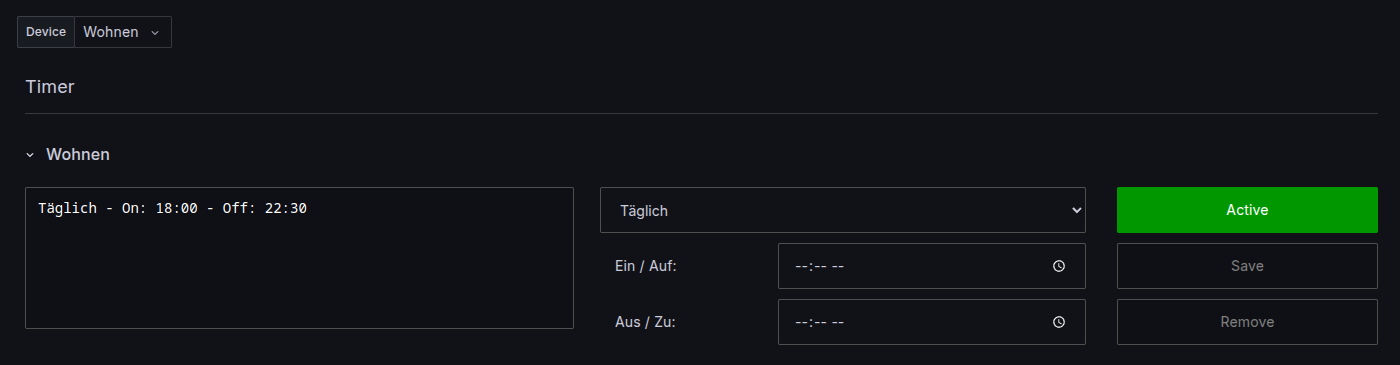 Device Wohnen
Timer
Wohnen
Täglich - On: 18:00 - Off: 22:30
Täglich
Active
Ein / Auf:
--:-- --
Save
Aus / Zu:
--:-- --
Remove